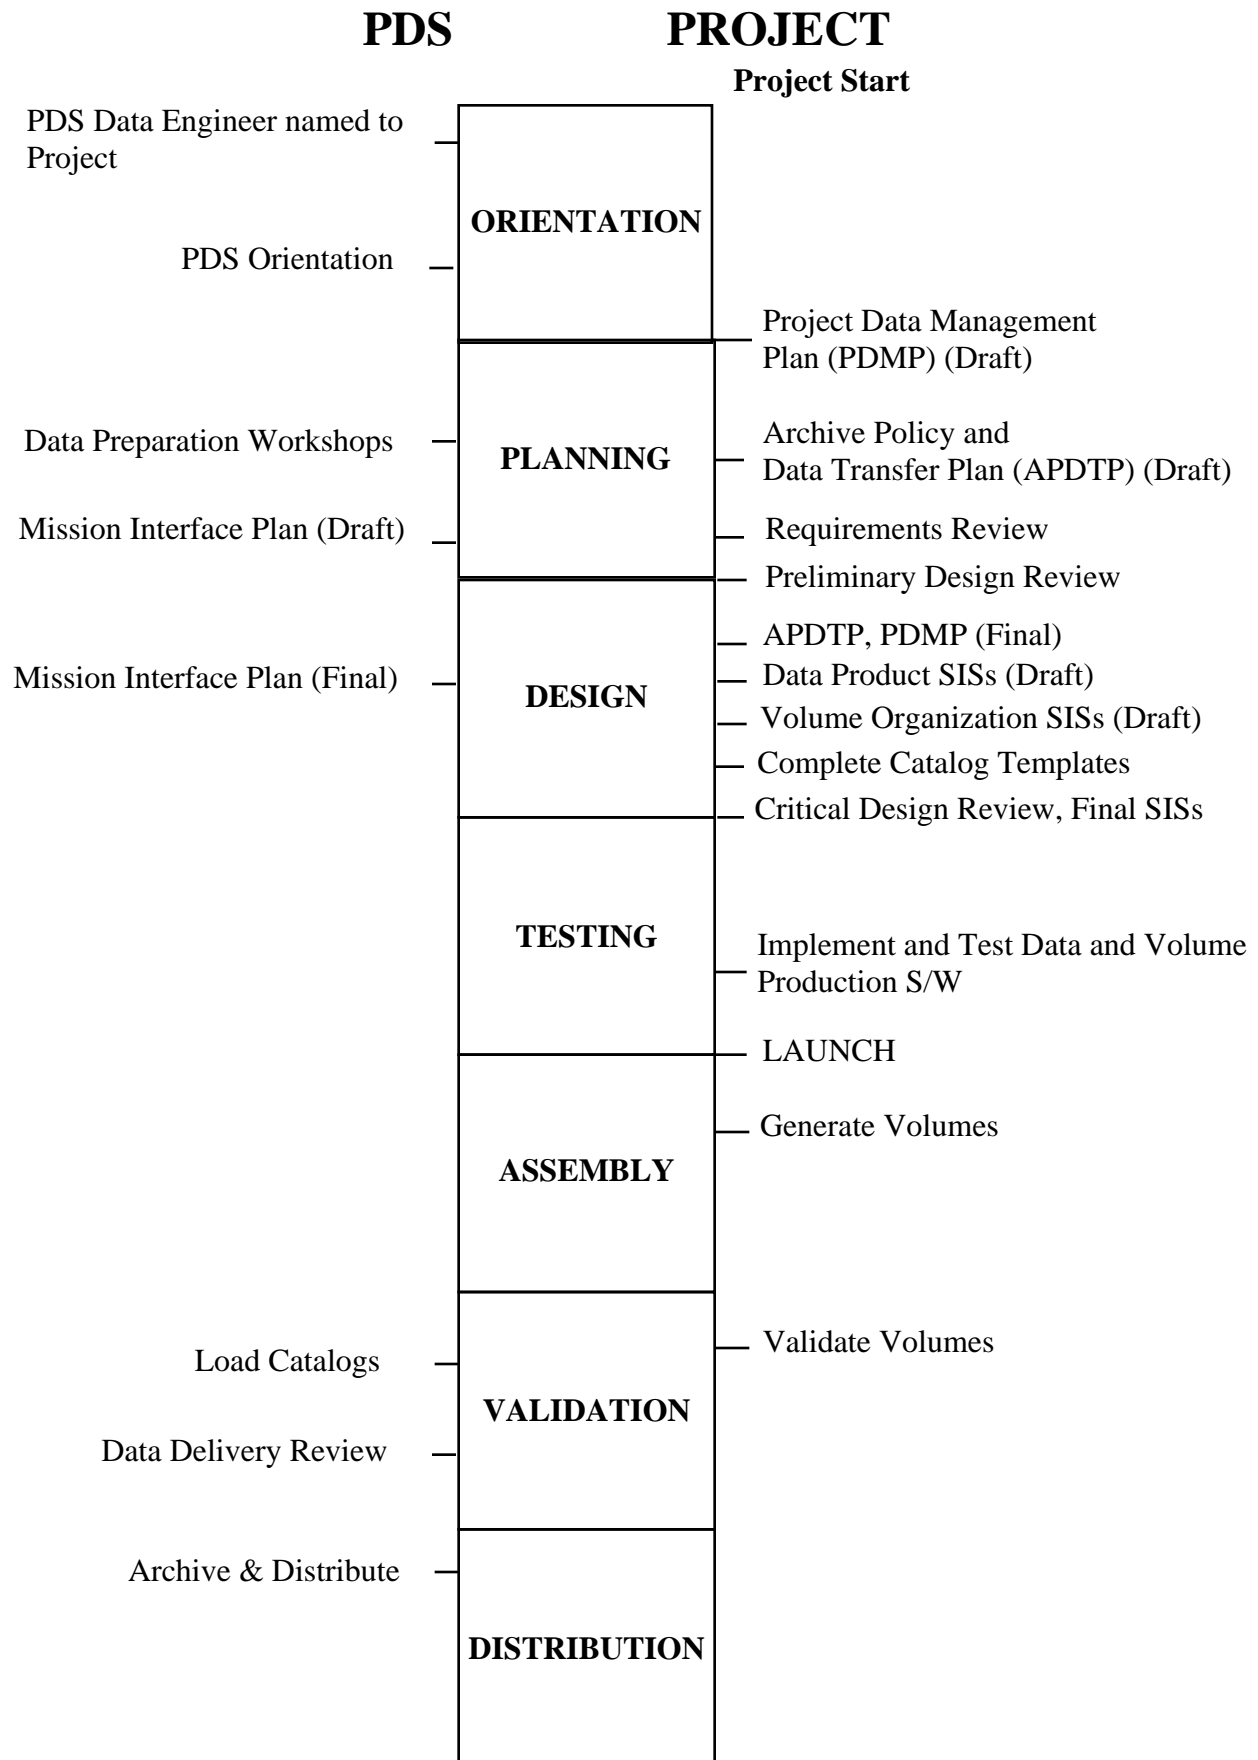 PDS PROJECT
Project Start
PDS Data Engineer named to
Project
ORIENTATION
PDS Orientation
Project Data Management
Plan (PDMP) (Draft)
Data Preparation Workshops
PLANNING
Archive Policy and
Data Transfer Plan (APDTP) (Draft)
Mission Interface Plan (Draft)
Requirements Review
Preliminary Design Review
APDTP, PDMP (Final)
Mission Interface Plan (Final)
DESIGN
Data Product SISs (Draft)
Volume Organization SISs (Draft)
Complete Catalog Templates
Critical Design Review, Final SISs
TESTING
Implement and Test Data and Volume
Production S/W
LAUNCH
Generate Volumes
ASSEMBLY
Validate Volumes
Load Catalogs
VALIDATION
Data Delivery Review
Archive & Distribute
DISTRIBUTION